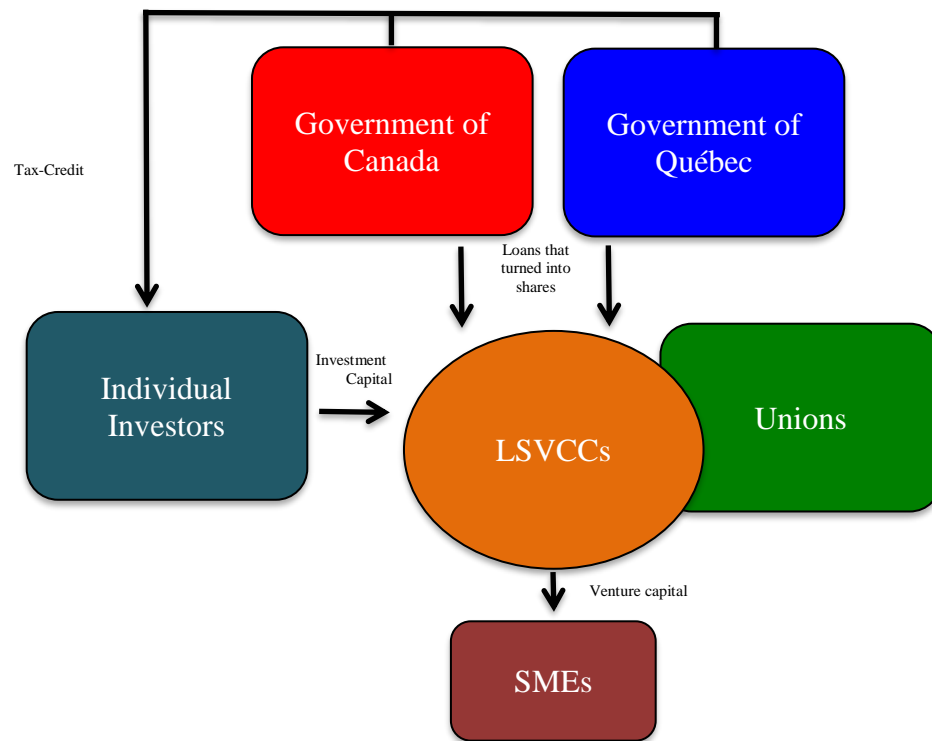 Government of
Canada
Government of
Québec
Tax-Credit
Loans that
turned into
shares
Individual
Investors
Investment
Capital
LSVCCs
Unions
Venture capital
SMEs